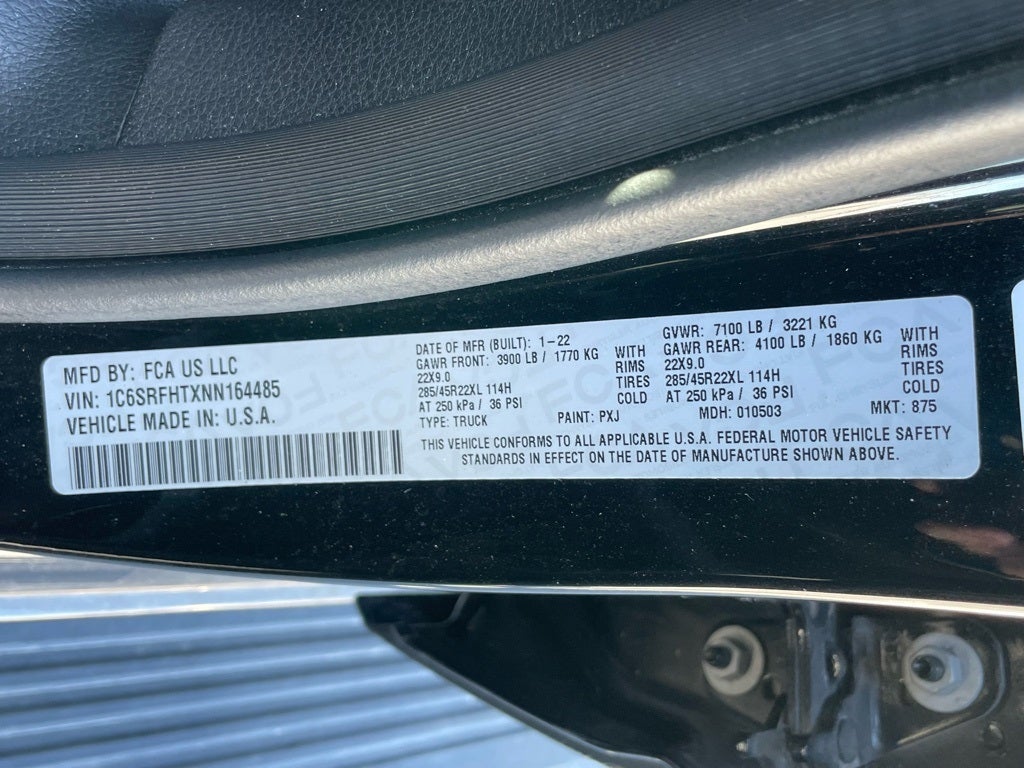 MFD BY: FCA US LLC
VIN: 1C6SRFHTXNN164485
VEHICLE MADE IN: U.S.A.
DATE OF MFR (BUILT): 1-22
GAWR FRONT: 3900 LB / 1770 KG WITH
22X9.0 RIMS
285/45R22XL 114H TIRES
AT 250 kPa / 36 PSI COLD
TYPE: TRUCK PAINT: PXJ
GVWR: 7100 LB / 3221 KG
GAWR REAR: 4100 LB / 1860 KG WITH
22X9.0 RIMS
285/45R22XL 114H TIRES
AT 250 kPa / 36 PSI COLD
MDH: 010503 MKT: 875
THIS VEHICLE CONFORMS TO ALL APPLICABLE U.S.A. FEDERAL MOTOR VEHICLE SAFETY
STANDARDS IN EFFECT ON THE DATE OF MANUFACTURE SHOWN ABOVE.